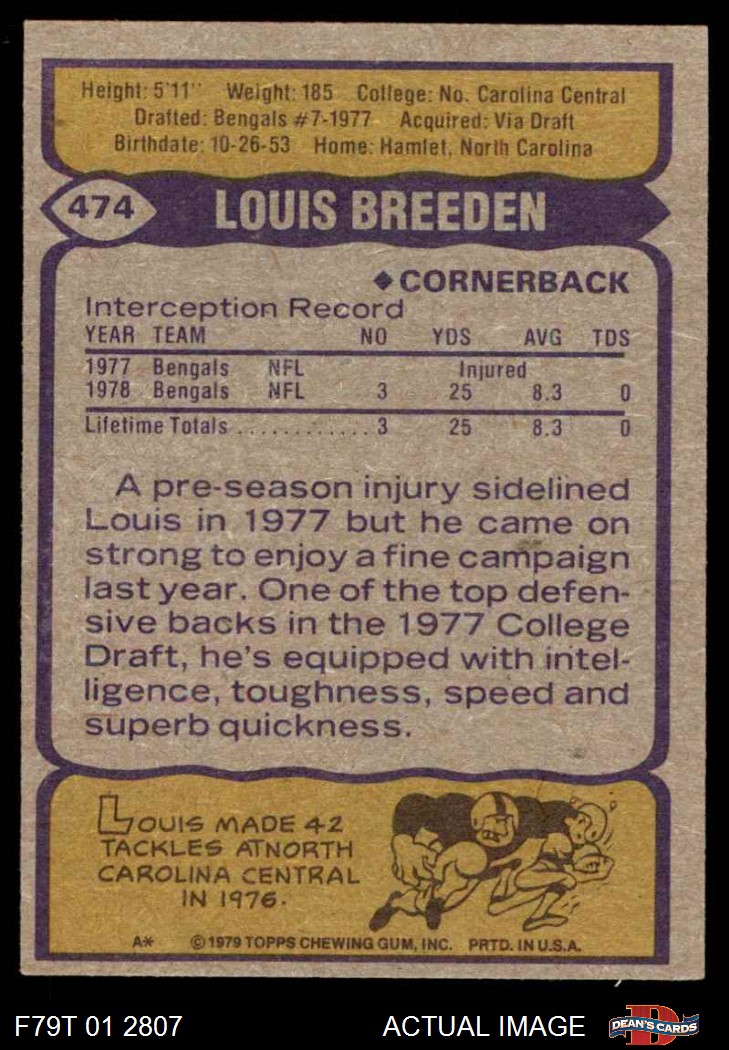 Height: 5'11" Weight: 185 College: No. Carolina Central
Drafted: Bengals #7-1977 Acquired: Via Draft
Birthdate: 10-26-53 Home: Hamlet, North Carolina
474 LOUIS BREEDEN
◆CORNERBACK
Interception Record
YEAR TEAM NO YDS AVG TDS
1977 Bengals NFL Injured
1978 Bengals NFL 3 25 8.3 0
Lifetime Totals ............ 3 25 8.3 0
A pre-season injury sidelined
Louis in 1977 but he came on
strong to enjoy a fine campaign
last year. One of the top defen-
sive backs in the 1977 College
Draft, he's equipped with intel-
ligence, toughness, speed and
superb quickness.
LOUIS MADE 42
TACKLES AT NORTH
CAROLINA CENTRAL
IN 1976.
A* ©1979 TOPPS CHEWING GUM, INC. PRTD. IN U.S.A.
F79T 01 2807 ACTUAL IMAGE D DEAN'S CARDS